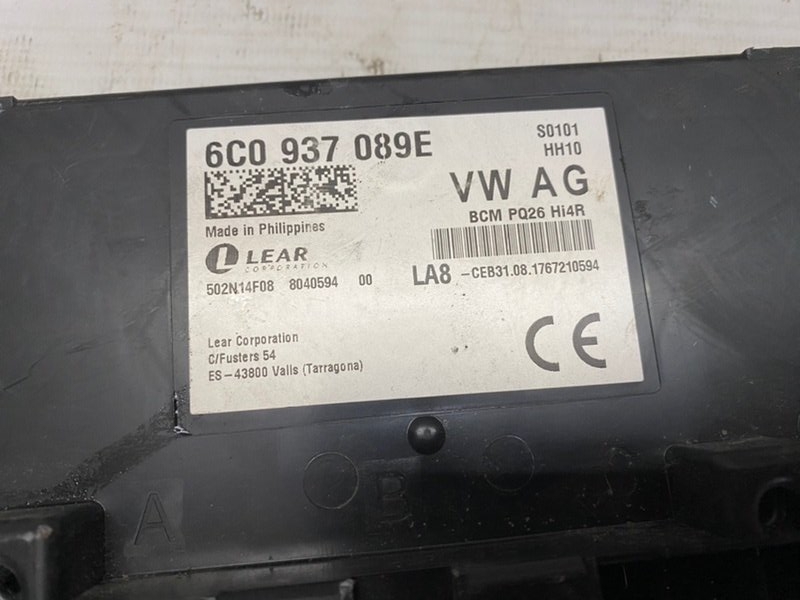 6C0 937 089E
S0101
HH10
VW AG
BCM PQ26 Hi4R
Made in Philippines
LEAR
CORPORATION
502N14F08 8040594 00
LA8 -CEB31.08.1767210594
Lear Corporation
C/Fusters 54
ES-43800 Valls (Tarragona)
CE
A
B